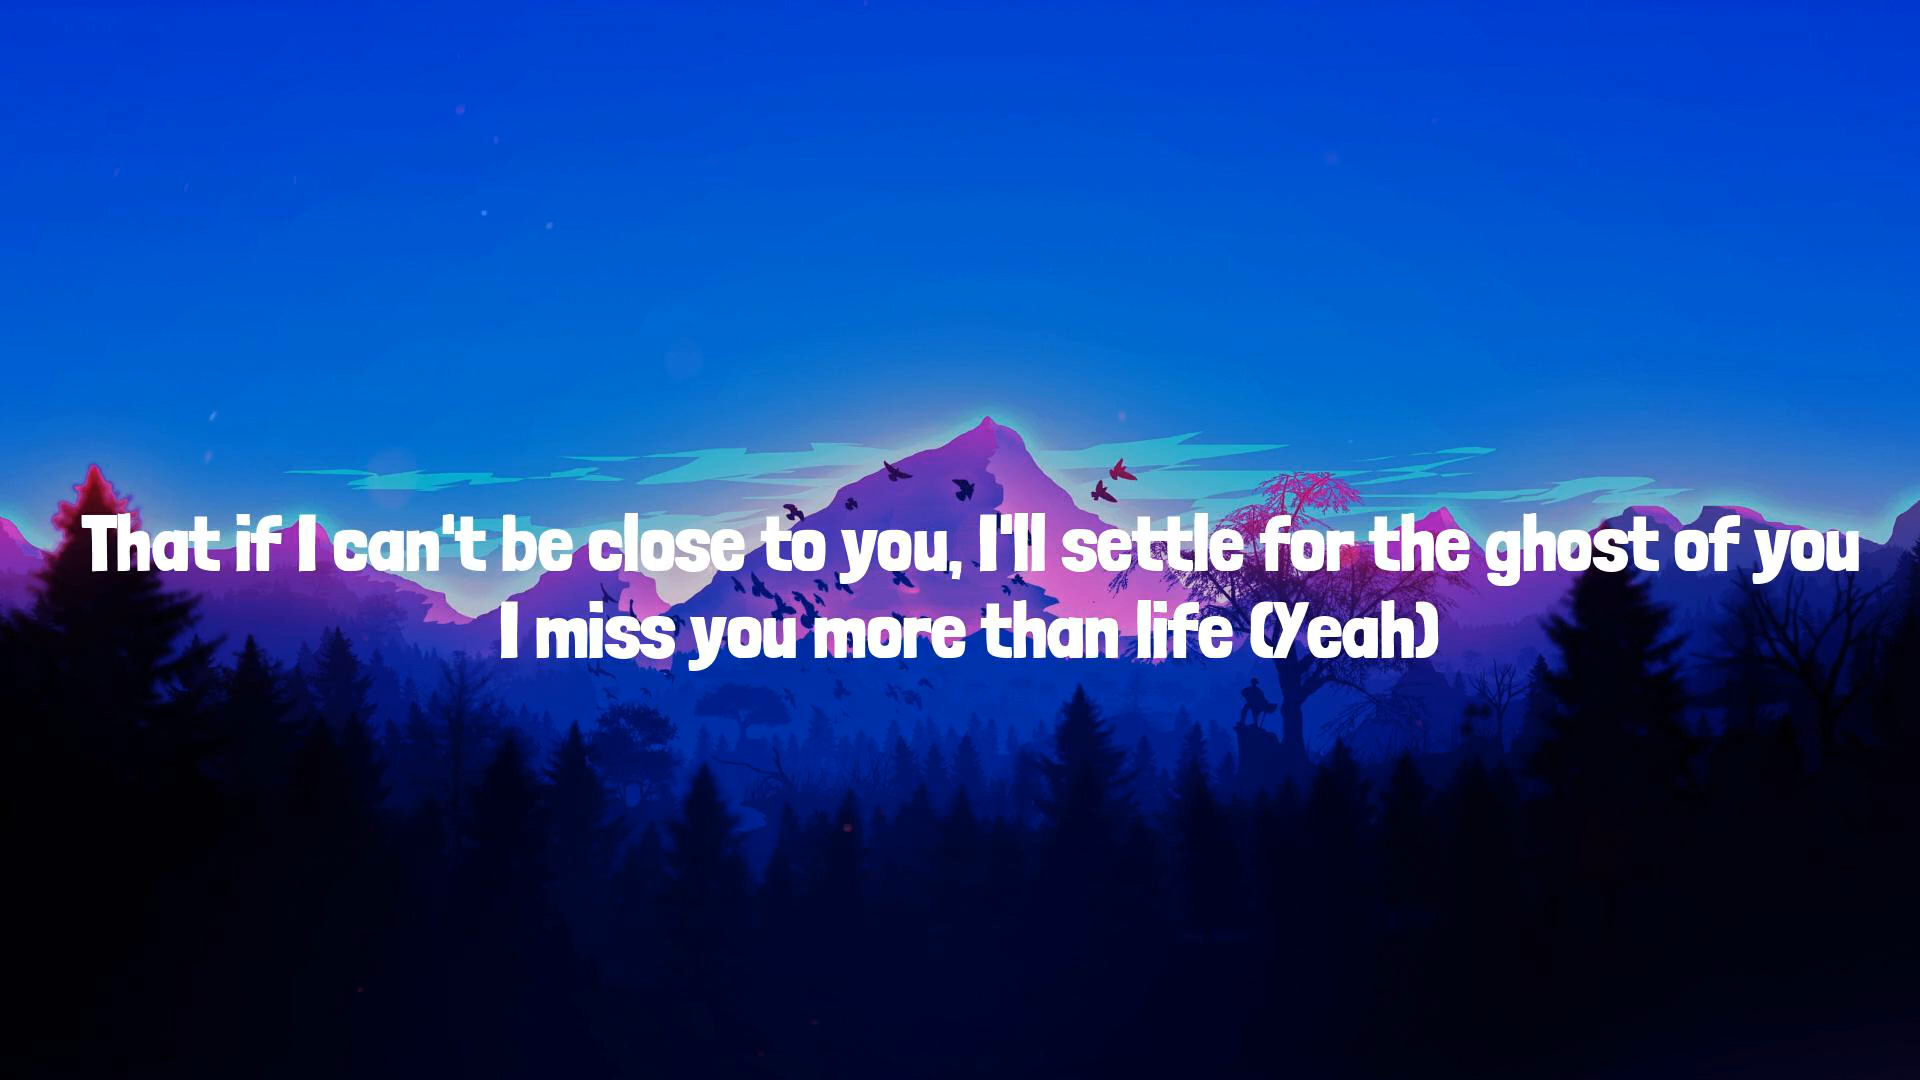 That if I can't be close to you, I'll settle for the ghost of you
I miss you more than life (Yeah)